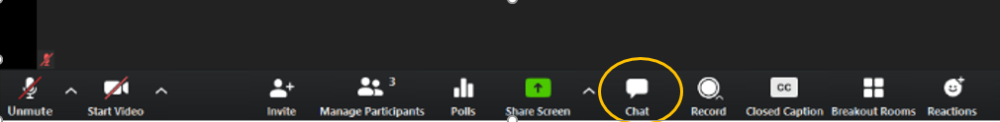 3
Unmute Start Video Invite Manage Participants Polls Share Screen Chat Record CC Closed Caption Breakout Rooms Reactions